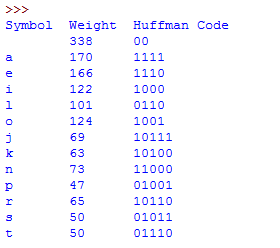 >>>
Symbol  Weight  Huffman Code
        338     00
a       170     1111
e       166     1110
i       122     1000
l       101     0110
o       124     1001
j       69      10111
k       63      10100
n       73      11000
p       47      01001
r       65      10110
s       50      01011
t       50      01110